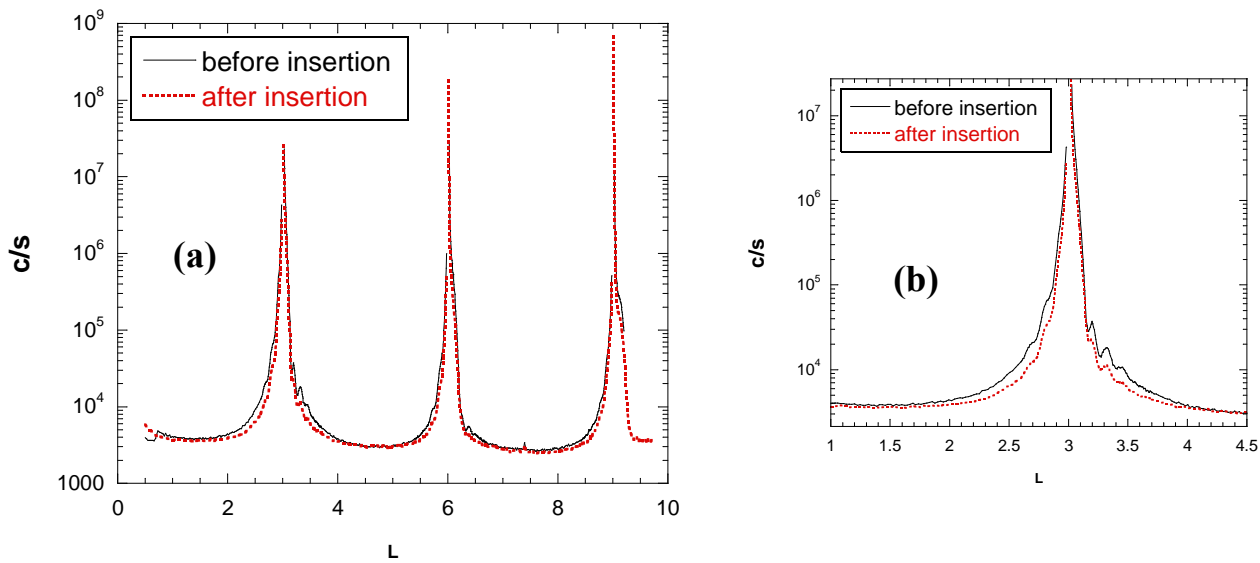 10⁹
10⁸
10⁷
10⁶
10⁵
10⁴
1000
c/s
before insertion
after insertion
(a)
0 2 4 6 8 10
L
10⁷
10⁶
10⁵
10⁴
c/s
before insertion
after insertion
(b)
1 1.5 2 2.5 3 3.5 4 4.5
L